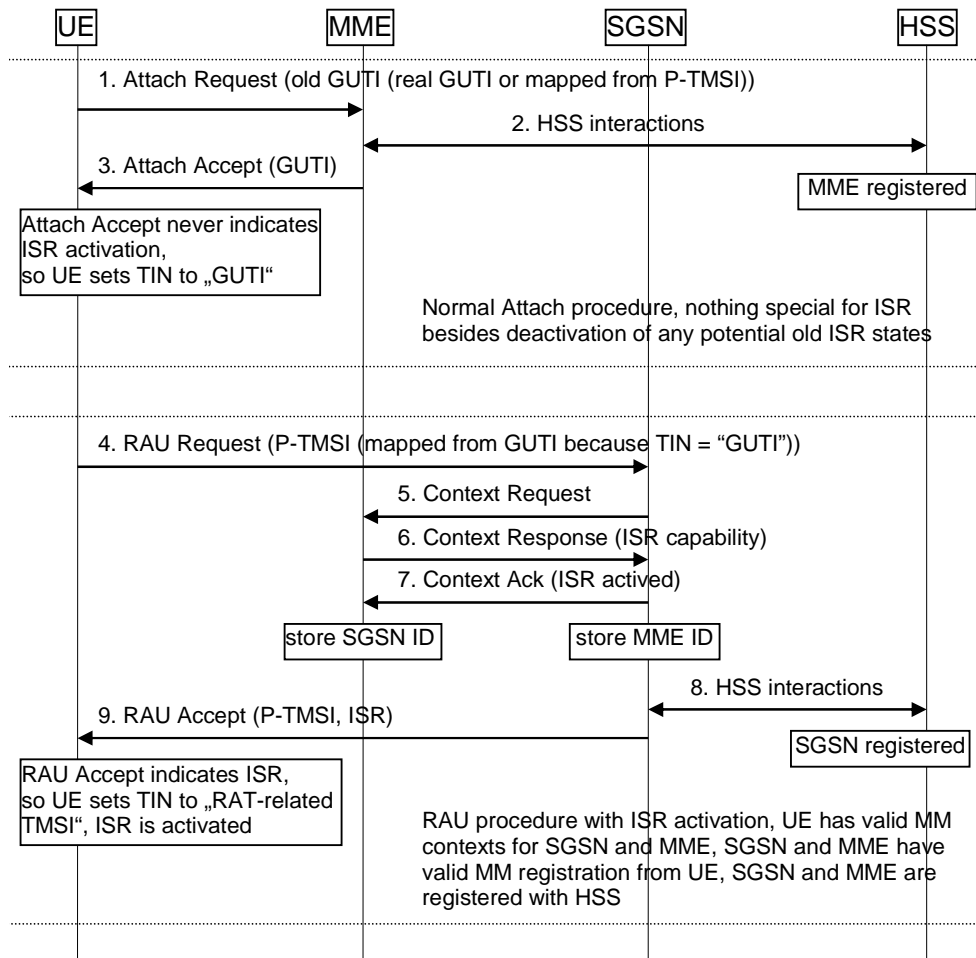 UE MME SGSN HSS
1. Attach Request (old GUTI (real GUTI or mapped from P-TMSI))
2. HSS interactions
3. Attach Accept (GUTI)
MME registered
Attach Accept never indicates
ISR activation,
so UE sets TIN to „GUTI“
Normal Attach procedure, nothing special for ISR
besides deactivation of any potential old ISR states
4. RAU Request (P-TMSI (mapped from GUTI because TIN = “GUTI”))
5. Context Request
6. Context Response (ISR capability)
7. Context Ack (ISR actived)
store SGSN ID store MME ID
8. HSS interactions
9. RAU Accept (P-TMSI, ISR)
SGSN registered
RAU Accept indicates ISR,
so UE sets TIN to „RAT-related
TMSI“, ISR is activated
RAU procedure with ISR activation, UE has valid MM
contexts for SGSN and MME, SGSN and MME have
valid MM registration from UE, SGSN and MME are
registered with HSS